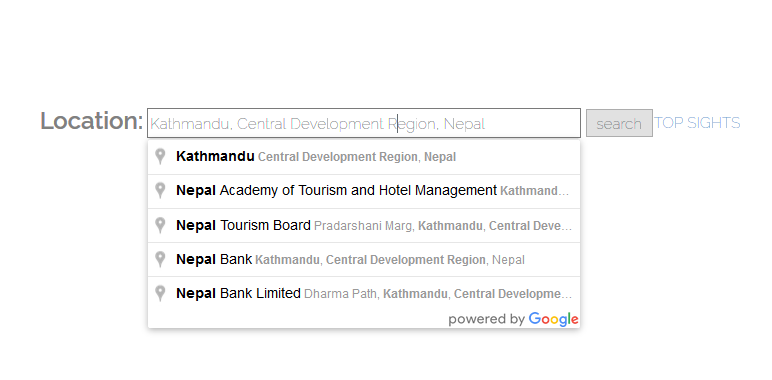 Location: Kathmandu, Central Development Region, Nepal search TOP SIGHTS
Kathmandu Central Development Region, Nepal
Nepal Academy of Tourism and Hotel Management Kathmand...
Nepal Tourism Board Pradarshani Marg, Kathmandu, Central Deve...
Nepal Bank Kathmandu, Central Development Region, Nepal
Nepal Bank Limited Dharma Path, Kathmandu, Central Developme...
powered by Google